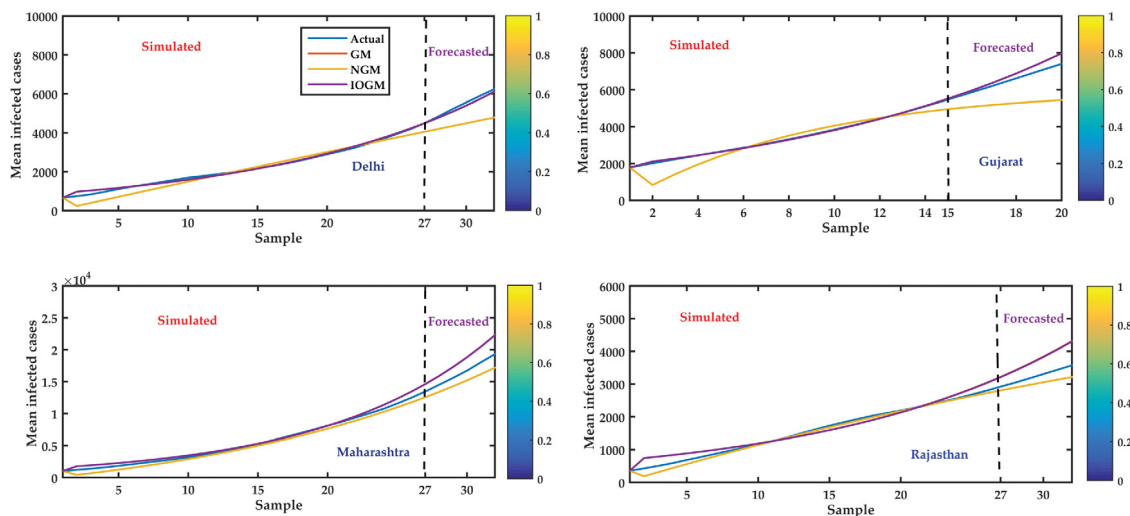 10000
8000
6000
4000
2000
0
Mean infected cases
Simulated
Actual
GM
NGM
IOGM
Forecasted
Delhi
5 10 15 20 27 30
Sample
1
0.8
0.6
0.4
0.2
0
10000
8000
6000
4000
2000
0
Mean infected cases
Simulated
Forecasted
Gujarat
2 4 6 8 10 12 14 15 18 20
Sample
1
0.8
0.6
0.4
0.2
0
×10⁴
3
2.5
2
1.5
1
0.5
0
Mean infected cases
Simulated
Forecasted
Maharashtra
5 10 15 20 27 30
Sample
1
0.8
0.6
0.4
0.2
0
6000
5000
4000
3000
2000
1000
0
Mean infected cases
Simulated
Forecasted
Rajasthan
5 10 15 20 27 30
Sample
1
0.8
0.6
0.4
0.2
0